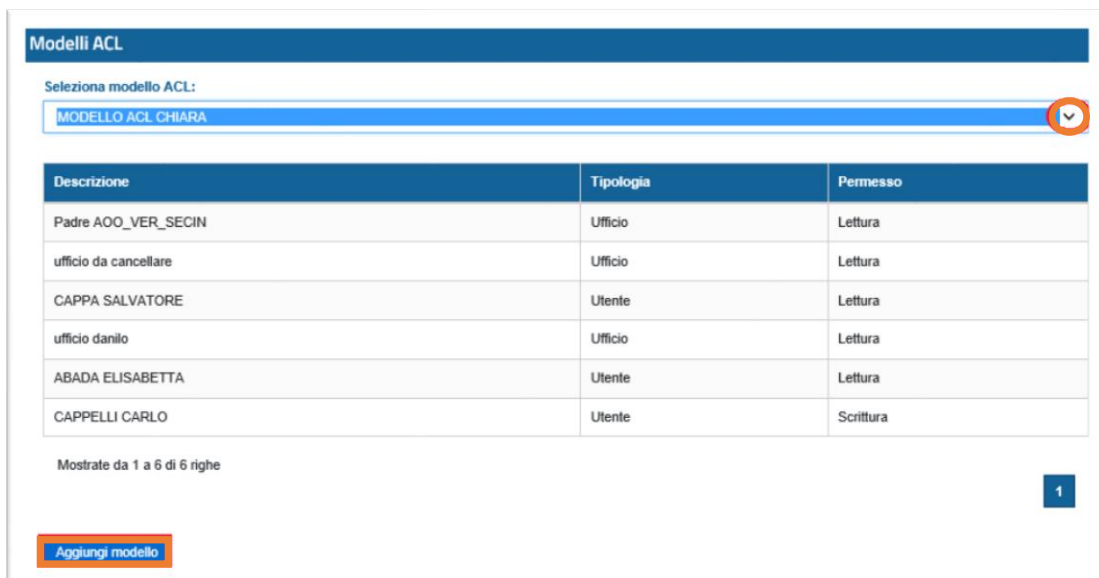 Modelli ACL
Seleziona modello ACL:
MODELLO ACL CHIARA
Descrizione Tipologia Permesso
Padre AOO_VER_SECIN Ufficio Lettura
ufficio da cancellare Ufficio Lettura
CAPPA SALVATORE Utente Lettura
ufficio danilo Ufficio Lettura
ABADA ELISABETTA Utente Lettura
CAPPELLI CARLO Utente Scrittura
Mostrate da 1 a 6 di 6 righe
1
Aggiungi modello